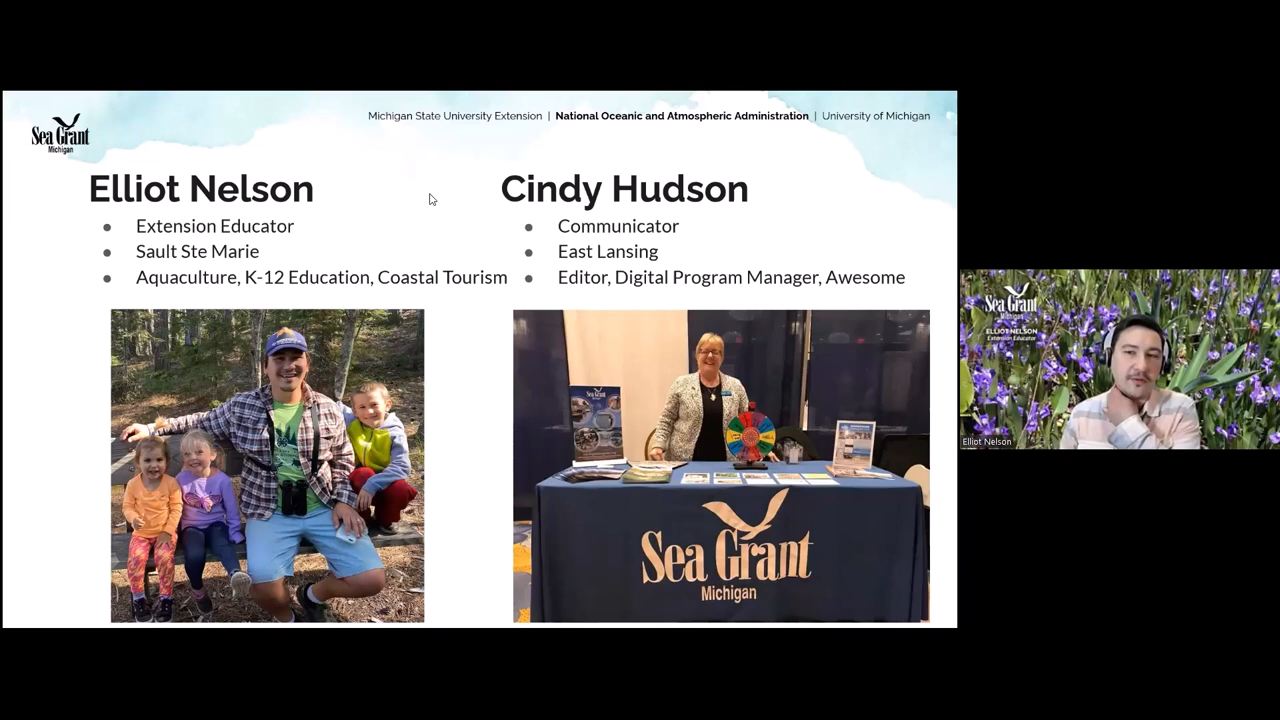 Sea Grant
Michigan
Michigan State University Extension | National Oceanic and Atmospheric Administration | University of Michigan
Elliot Nelson
● Extension Educator
● Sault Ste Marie
● Aquaculture, K-12 Education, Coastal Tourism
Cindy Hudson
● Communicator
● East Lansing
● Editor, Digital Program Manager, Awesome
Sea Grant
Sea Grant
Michigan
Sea Grant
Michigan
ELLIOT NELSON
Extension Educator
Elliot Nelson